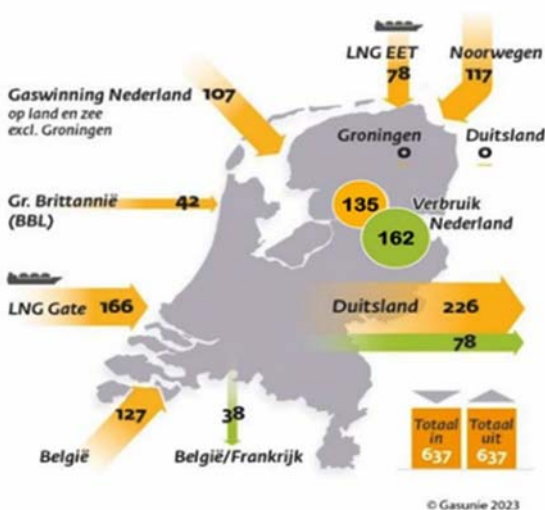 LNG EET
78
Noorwegen
117
Gaswinning Nederland 107
op land en zee
excl. Groningen
Groningen
0
Duitsland
0
Gr. Brittannië 42
(BBL)
135
Verbruik
Nederland
162
LNG Gate 166
Duitsland 226
78
127
België
38
België/Frankrijk
Totaal
in
637
Totaal
uit
637
© Gasunie 2023